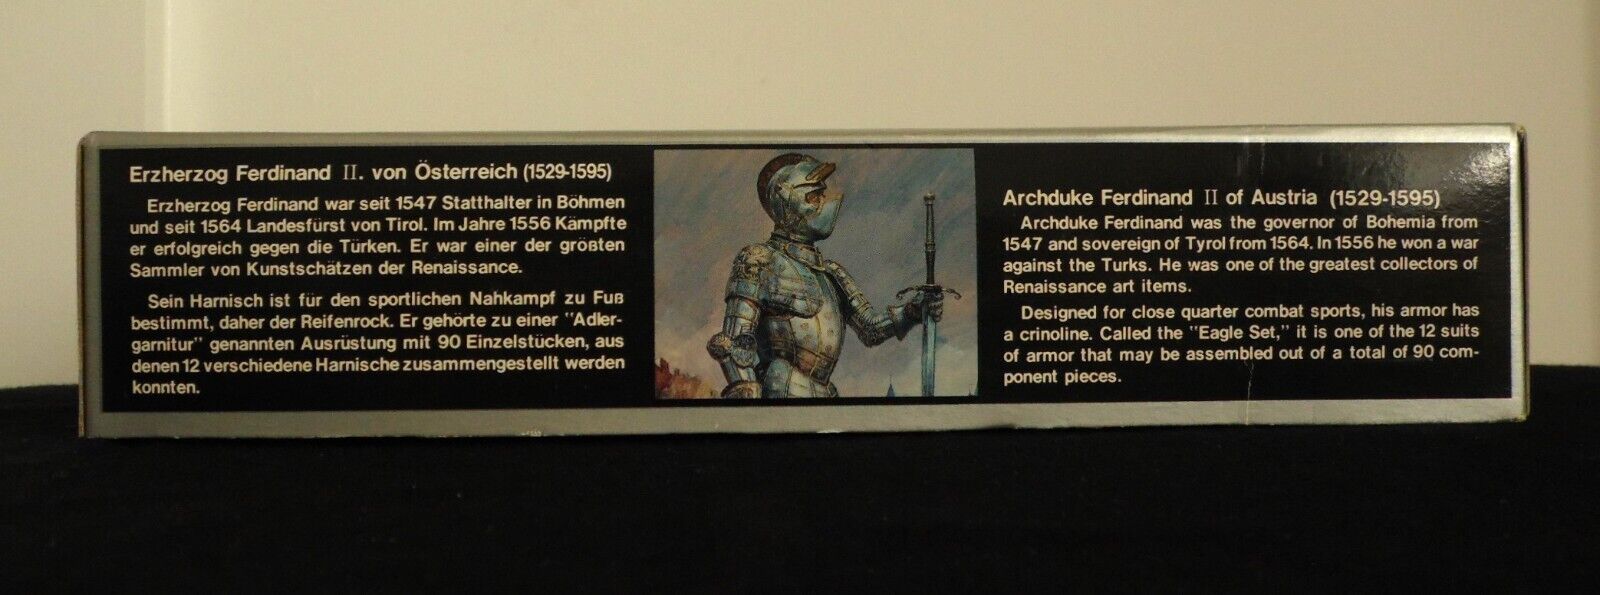 Erzherzog Ferdinand II. von Österreich (1529-1595)
Erzherzog Ferdinand war seit 1547 Statthalter in Böhmen
und seit 1564 Landesfürst von Tirol. Im Jahre 1556 Kämpfte
er erfolgreich gegen die Türken. Er war einer der größten
Sammler von Kunstschätzen der Renaissance.
Sein Harnisch ist für den sportlichen Nahkampf zu Fuß
bestimmt, daher der Reifenrock. Er gehörte zu einer "Adler-
garnitur" genannten Ausrüstung mit 90 Einzelstücken, aus
denen 12 verschiedene Harnische zusammengestellt werden
konnten.
Archduke Ferdinand II of Austria (1529-1595)
Archduke Ferdinand was the governor of Bohemia from
1547 and sovereign of Tyrol from 1564. In 1556 he won a war
against the Turks. He was one of the greatest collectors of
Renaissance art items.
Designed for close quarter combat sports, his armor has
a crinoline. Called the "Eagle Set," it is one of the 12 suits
of armor that may be assembled out of a total of 90 com-
ponent pieces.